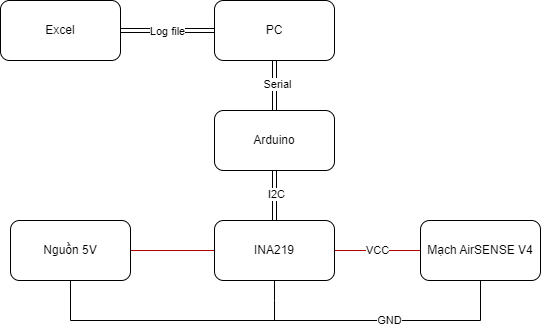 Excel
Log file
PC
Serial
Arduino
I2C
Nguồn 5V
INA219
VCC
Mạch AirSENSE V4
GND